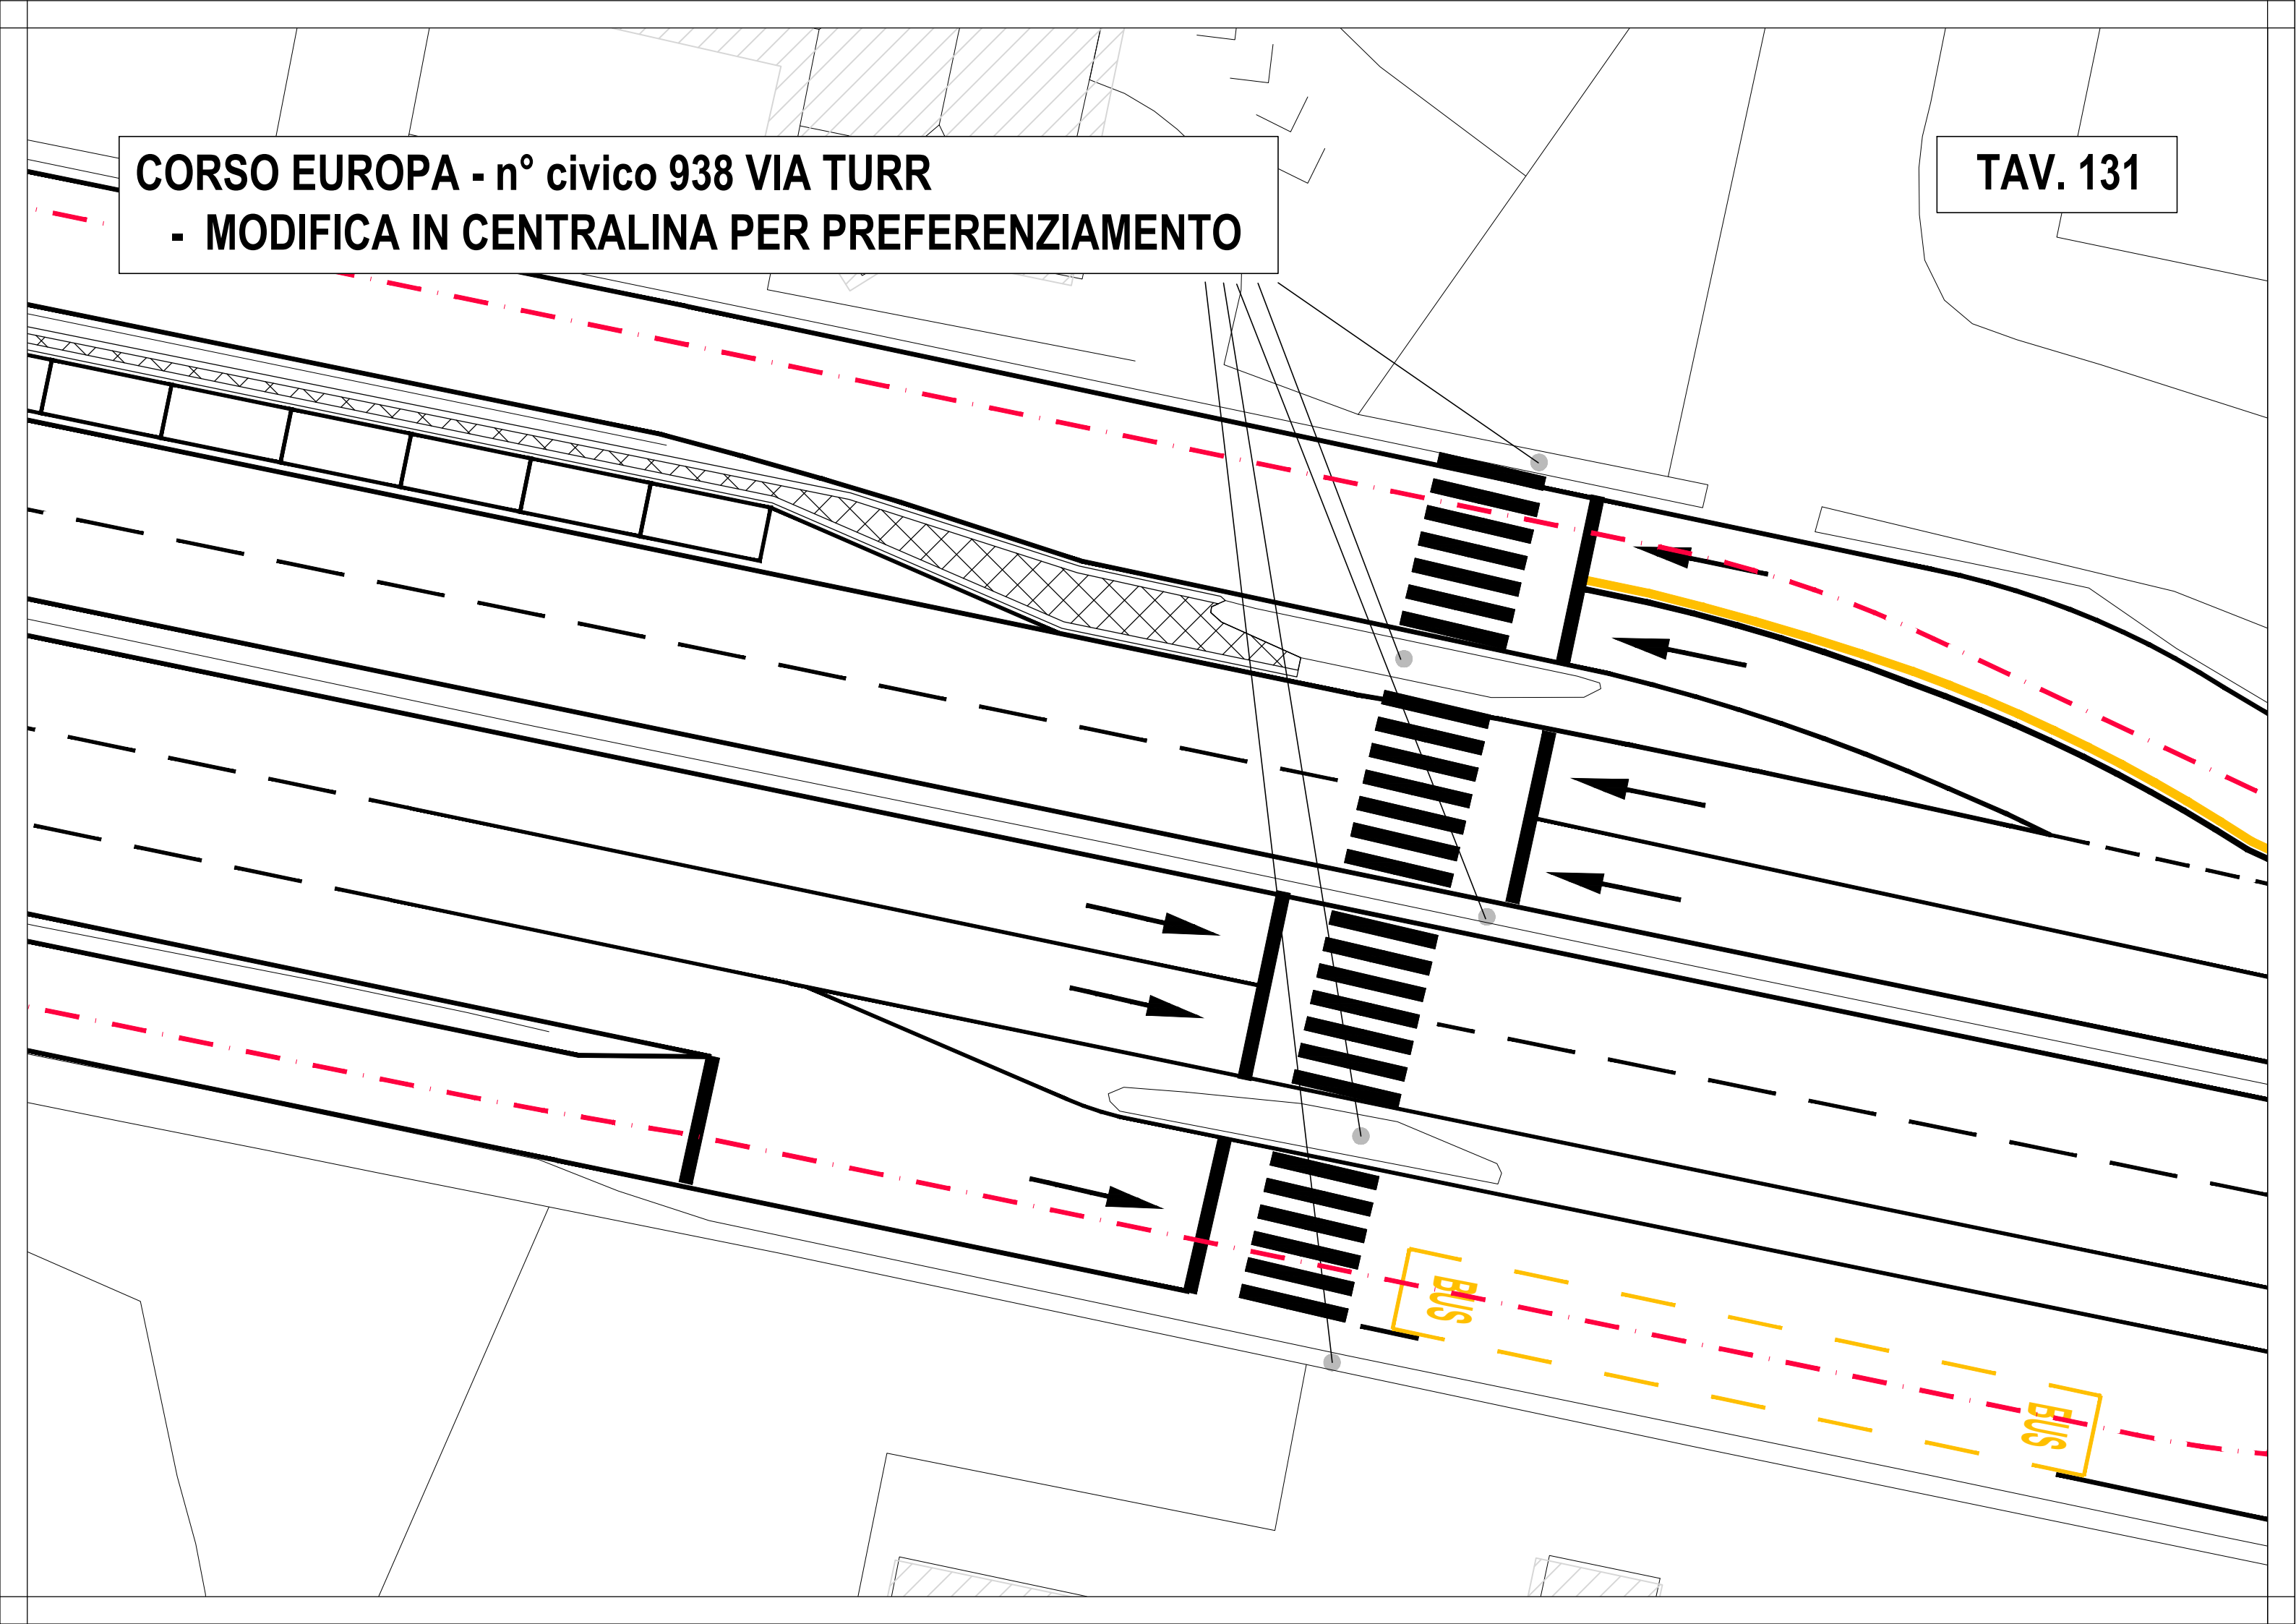 CORSO EUROPA - n° civico 938 VIA TURR
- MODIFICA IN CENTRALINA PER PREFERENZIAMENTO
TAV. 131
BUS
BUS